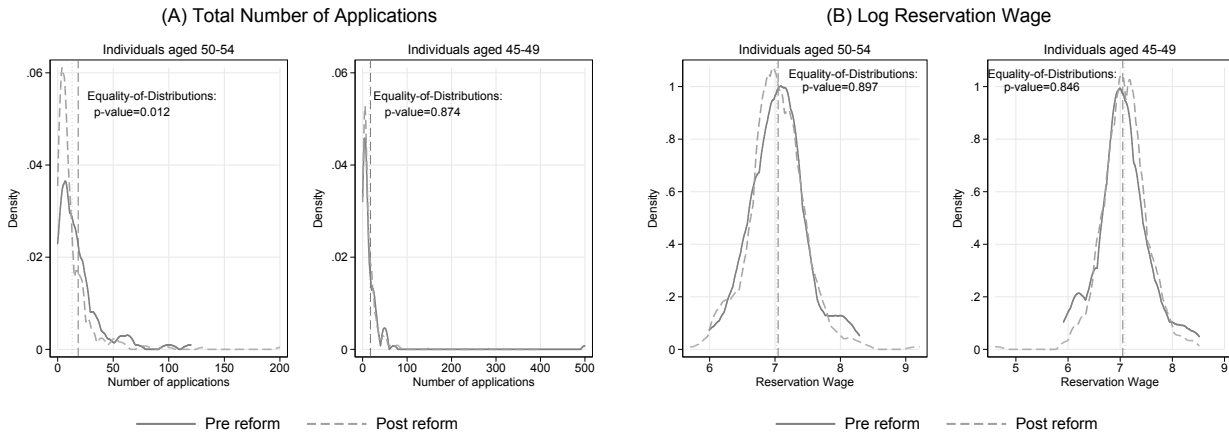 (A) Total Number of Applications
Individuals aged 50-54
Density
.06
.04
.02
0
Equality-of-Distributions:
p-value=0.012
0 50 100 150 200
Number of applications
Individuals aged 45-49
Density
.06
.04
.02
0
Equality-of-Distributions:
p-value=0.874
0 100 200 300 400 500
Number of applications
Pre reform
Post reform
(B) Log Reservation Wage
Individuals aged 50-54
Density
1
.8
.6
.4
.2
0
Equality-of-Distributions:
p-value=0.897
6 7 8 9
Reservation Wage
Individuals aged 45-49
Density
1
.8
.6
.4
.2
0
Equality-of-Distributions:
p-value=0.846
5 6 7 8 9
Reservation Wage
Pre reform
Post reform